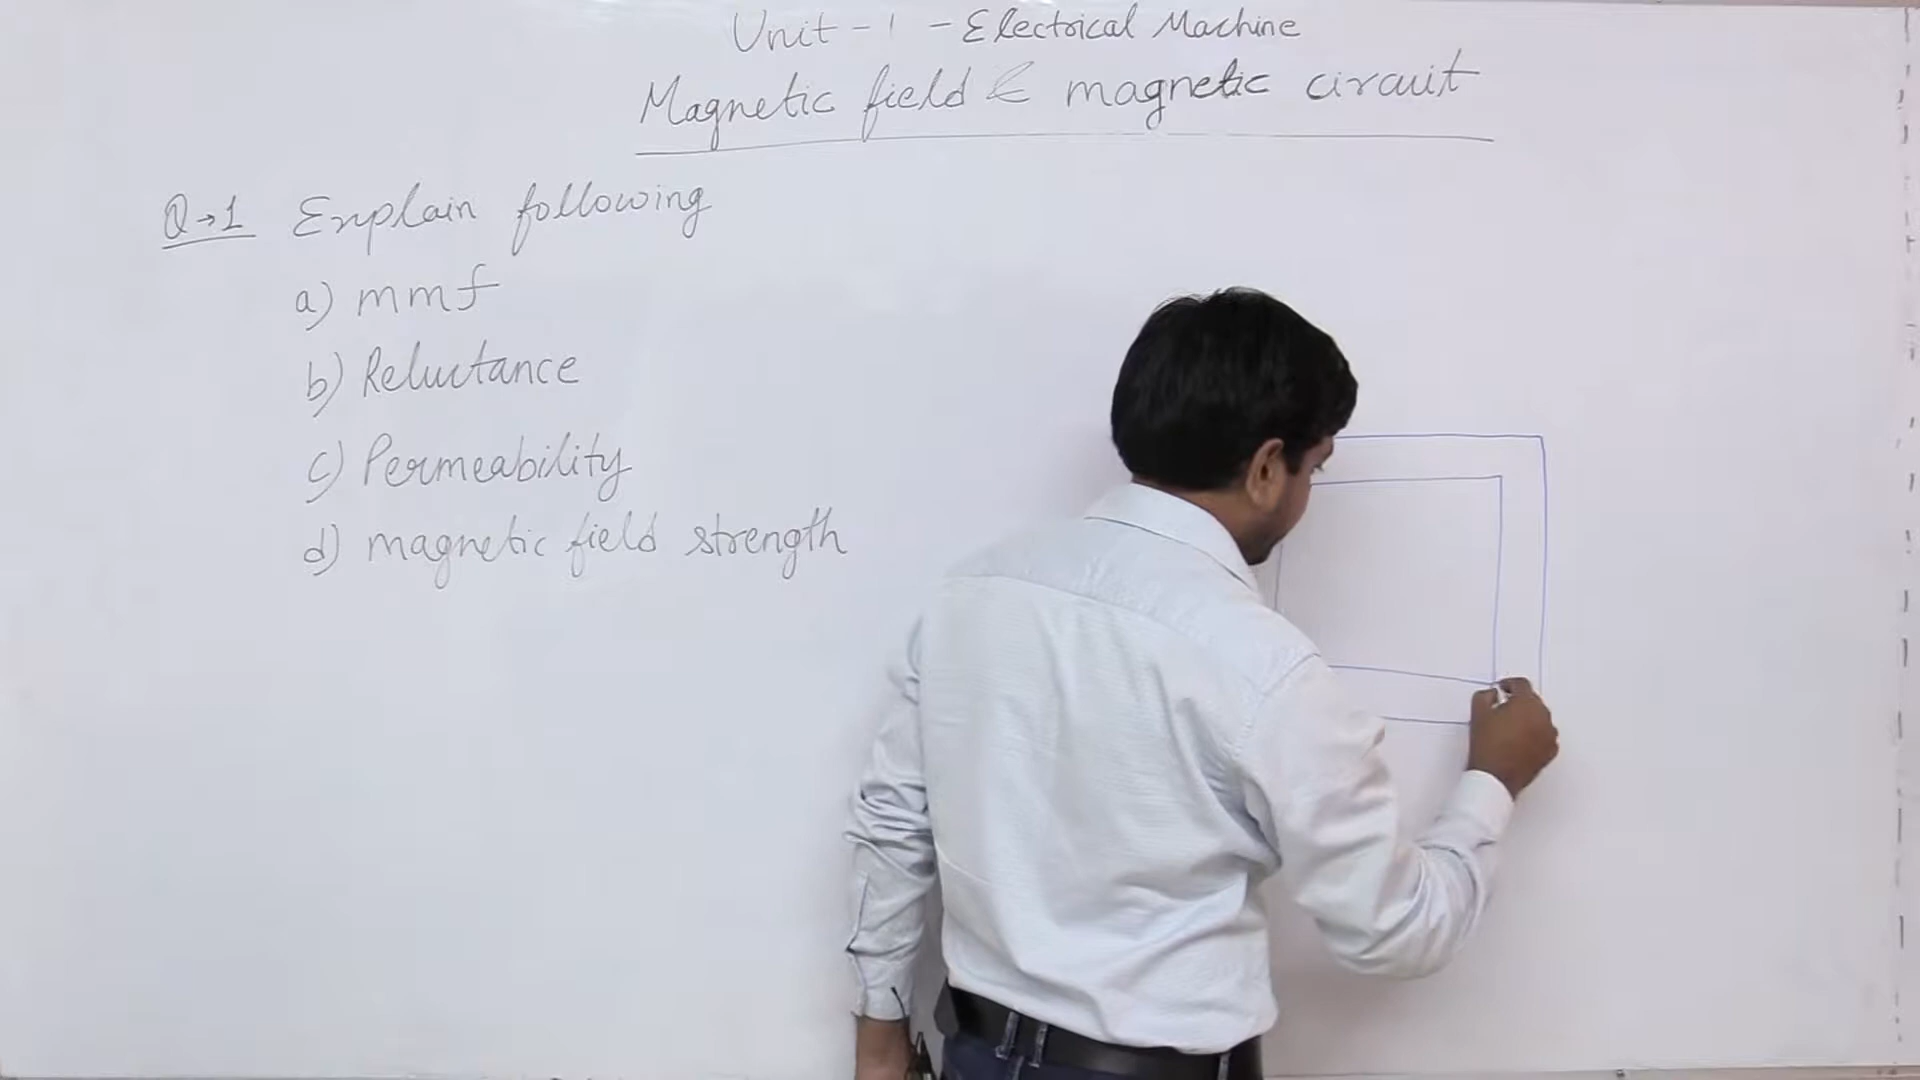 Unit - 1 - Electrical Machine
Magnetic field & magnetic circuit
Q→1 Explain following
a) mmf
b) Reluctance
c) Permeability
d) magnetic field strength